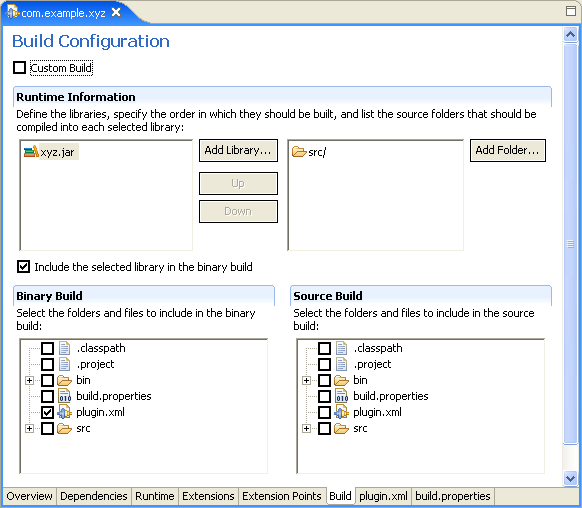 com.example.xyz
Build Configuration
Custom Build
Runtime Information
Define the libraries, specify the order in which they should be built, and list the source folders that should be
compiled into each selected library:
xyz.jar
Add Library...
Up
Down
src/
Add Folder...
Include the selected library in the binary build
Binary Build
Select the folders and files to include in the binary
build:
.classpath
.project
bin
build.properties
plugin.xml
src
Source Build
Select the folders and files to include in the source
build:
.classpath
.project
bin
build.properties
plugin.xml
src
Overview Dependencies Runtime Extensions Extension Points Build plugin.xml build.properties